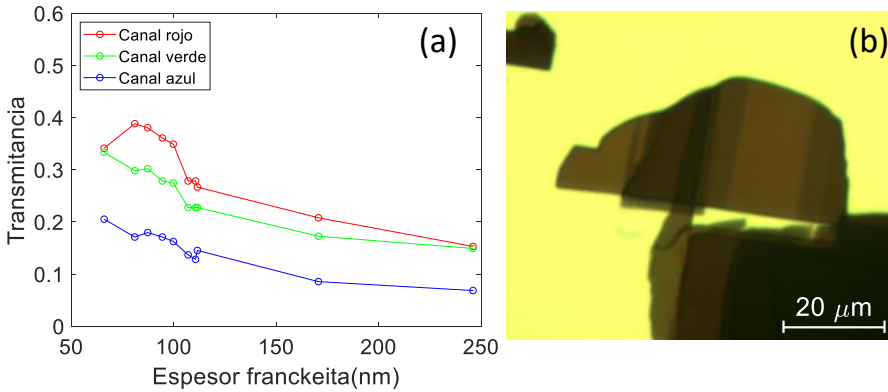 (a)
Canal rojo
Canal verde
Canal azul
0.6
0.5
0.4
0.3
0.2
0.1
0
Transmitancia
50
100
150
200
250
Espesor franckeita(nm)
(b)
20 μm